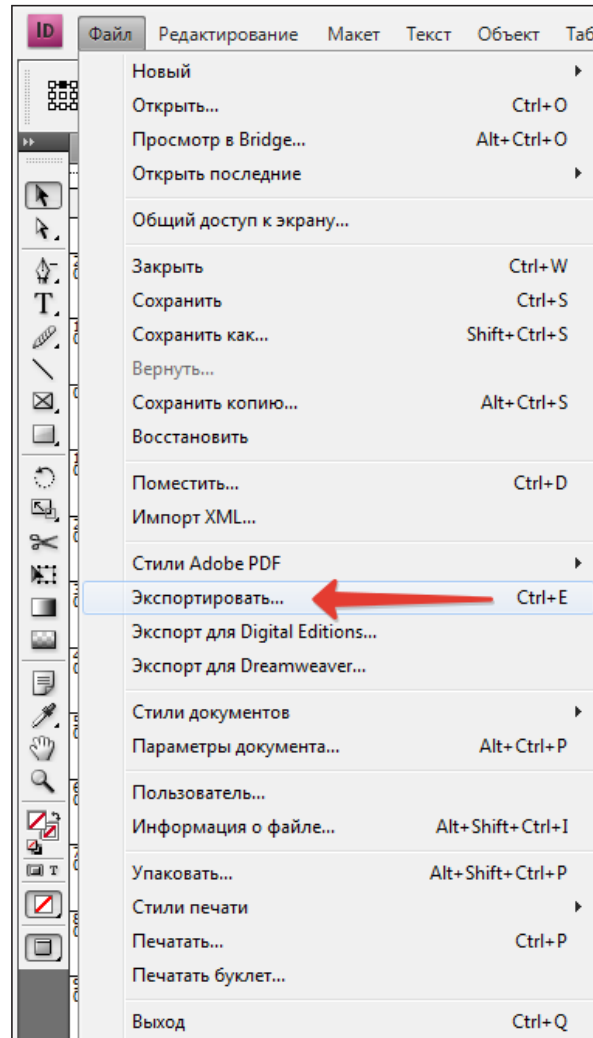 ID Файл Редактирование Макет Текст Объект Таб
Новый
Открыть... Ctrl+O
Просмотр в Bridge... Alt+Ctrl+O
Открыть последние
Общий доступ к экрану...
Закрыть Ctrl+W
Сохранить Ctrl+S
Сохранить как... Shift+Ctrl+S
Вернуть...
Сохранить копию... Alt+Ctrl+S
Восстановить
Поместить... Ctrl+D
Импорт XML...
Стили Adobe PDF
Экспортировать... Ctrl+E
Экспорт для Digital Editions...
Экспорт для Dreamweaver...
Стили документов
Параметры документа... Alt+Ctrl+P
Пользователь...
Информация о файле... Alt+Shift+Ctrl+I
Упаковать... Alt+Shift+Ctrl+P
Стили печати
Печатать... Ctrl+P
Печатать буклет...
Выход Ctrl+Q